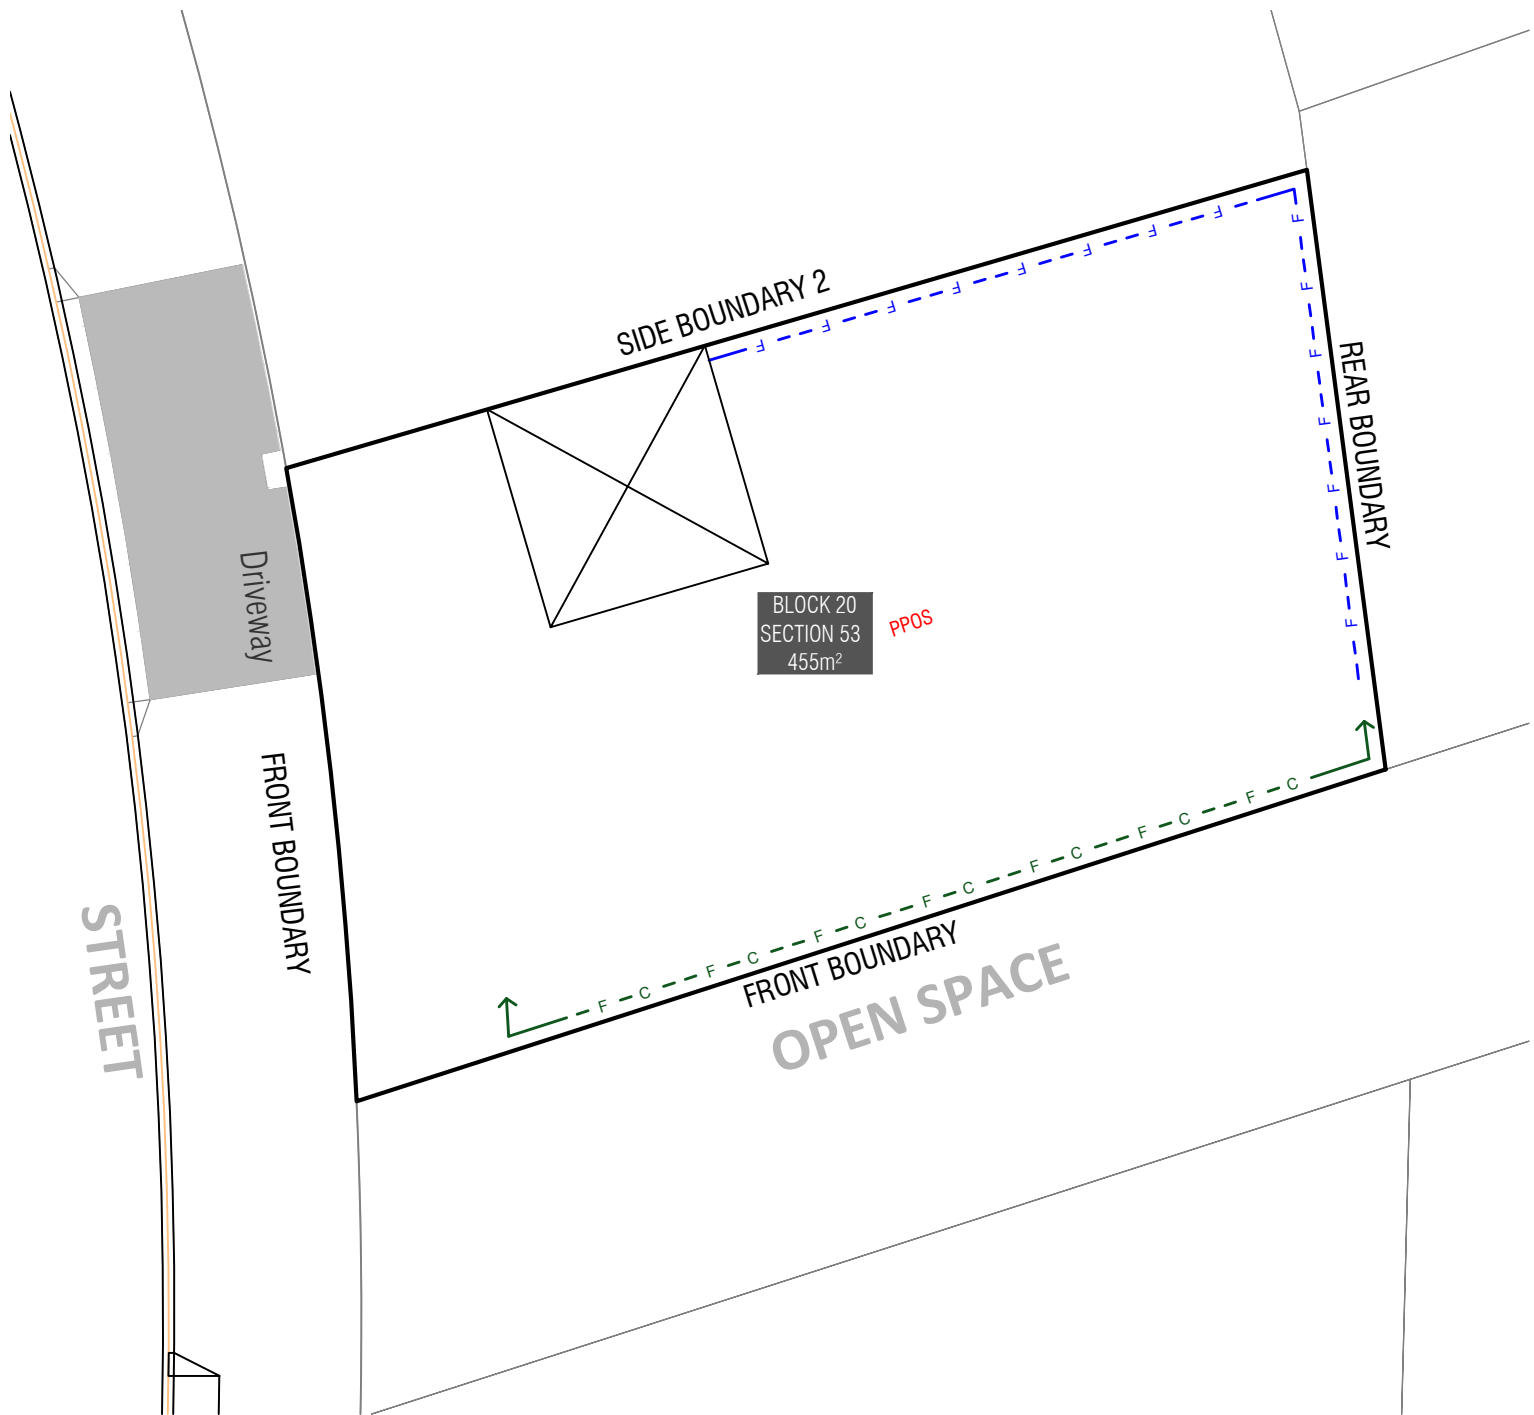 SIDE BOUNDARY 2
F F F F F F F F
F F F F F F F
REAR BOUNDARY
Driveway
BLOCK 20
SECTION 53
455m²
PPOS
FRONT BOUNDARY
STREET
F C F C F C F C F C F C F C
FRONT BOUNDARY
OPEN SPACE